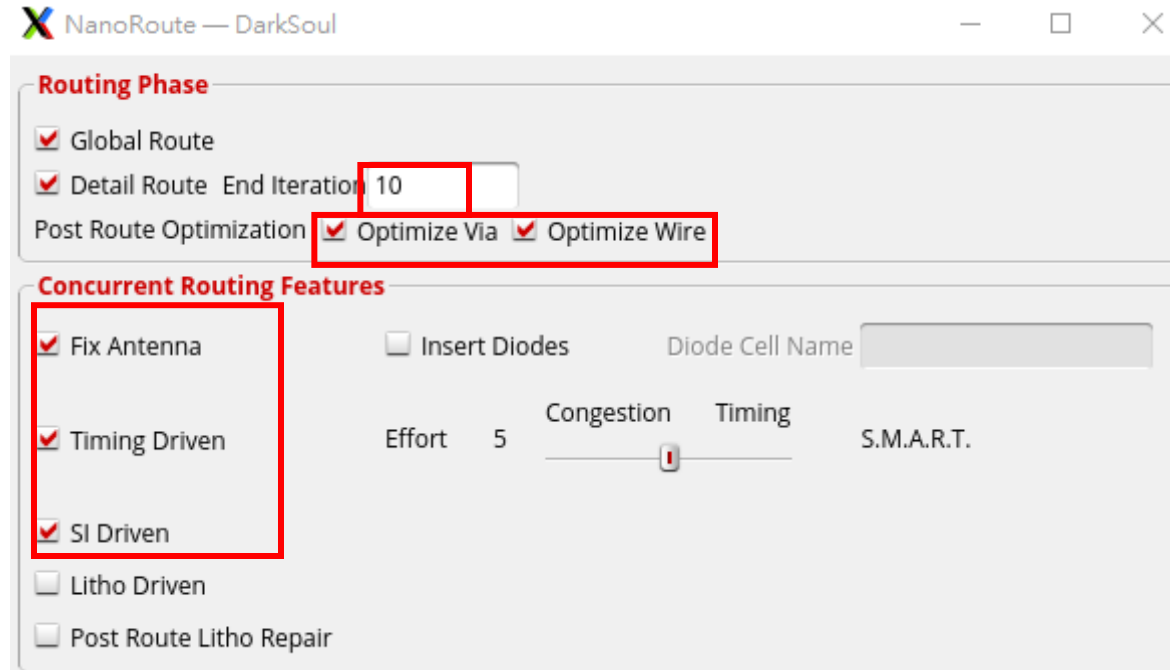 NanoRoute — DarkSoul
Routing Phase
Global Route
Detail Route End Iteration 10
Post Route Optimization Optimize Via Optimize Wire
Concurrent Routing Features
Fix Antenna Insert Diodes Diode Cell Name
Congestion Timing
Timing Driven Effort 5 S.M.A.R.T.
SI Driven
Litho Driven
Post Route Litho Repair